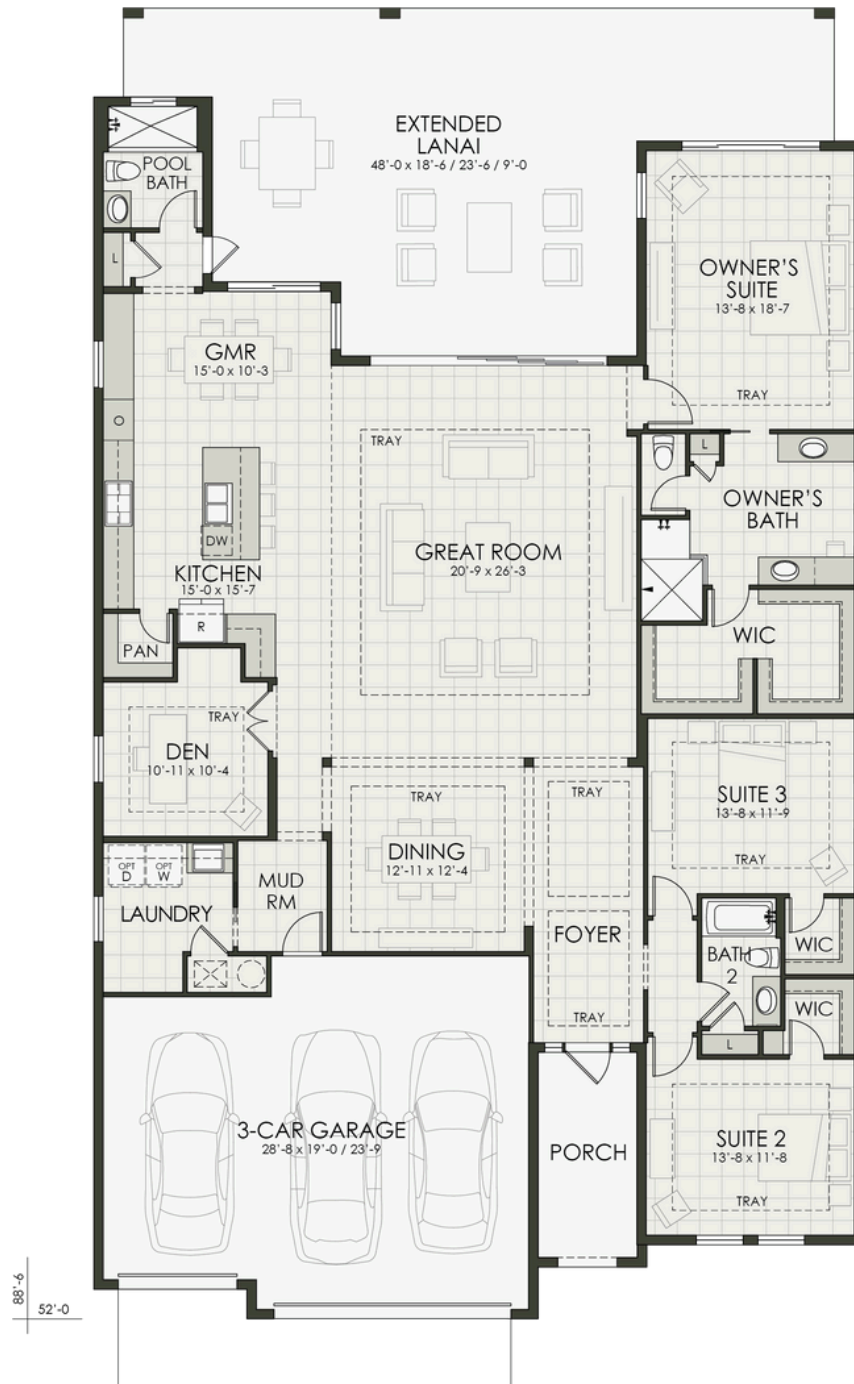 EXTENDED
LANAI
48'-0 x 18'-6 / 23'-6 / 9'-0
POOL
BATH
L
OWNER'S
SUITE
13'-8 x 18'-7
TRAY
GMR
15'-0 x 10'-3
TRAY
L
OWNER'S
BATH
DW
GREAT ROOM
20'-9 x 26'-3
KITCHEN
15'-0 x 15'-7
R
PAN
WIC
TRAY
DEN
10'-11 x 10'-4
TRAY
TRAY
SUITE 3
13'-8 x 11'-9
TRAY
DINING
12'-11 x 12'-4
OPT
D
OPT
W
MUD
RM
LAUNDRY
FOYER
TRAY
BATH
2
WIC
WIC
L
3-CAR GARAGE
28'-8 x 19'-0 / 23'-9
PORCH
SUITE 2
13'-8 x 11'-8
TRAY
88'-6
52'-0